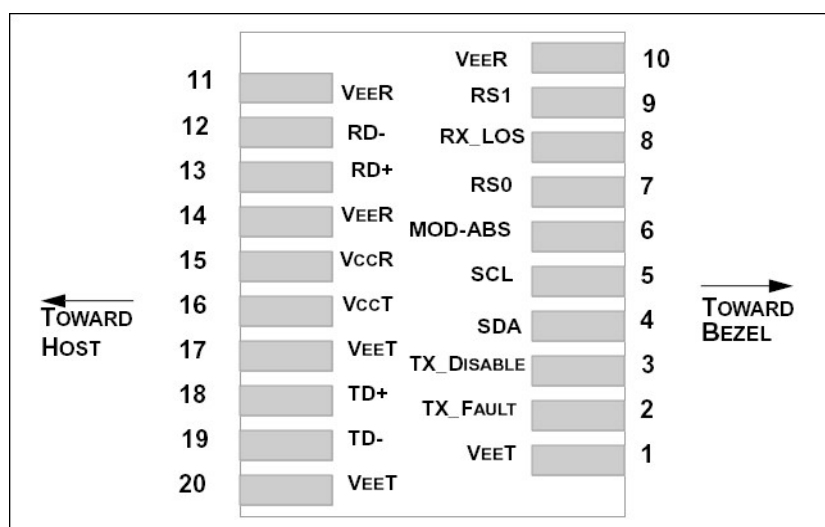 VEER 10
11 VEER
RS1 9
12 RD-
RX_LOS 8
13 RD+
RS0 7
14 VEER
MOD-ABS 6
15 VCCR
SCL 5
16 VCCT
TOWARD
HOST
SDA 4
TOWARD
BEZEL
17 VEET
TX_DISABLE 3
18 TD+
TX_FAULT 2
19 TD-
VEET 1
20 VEET